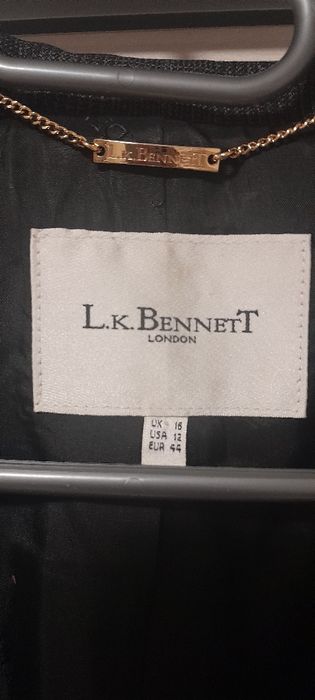 L.K.BENNETT
L.K.BENNETT
LONDON
UK 16
USA 12
EUR 44